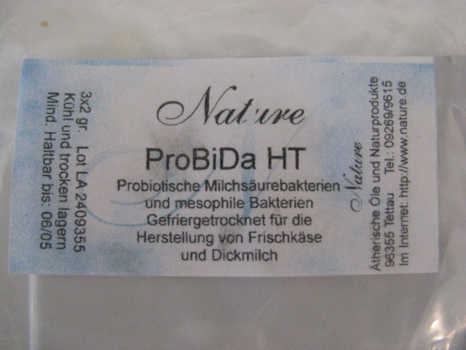 3x2 gr. Lot LA 2409355
Kühl und trocken lagern
Mind. Haltbar bis: 06/05
Nature
ProBiDa HT
Probiotische Milchsäurebakterien
und mesophile Bakterien
Gefriergetrocknet für die
Herstellung von Frischkäse
und Dickmilch
Nature
Ätherische Öle und Naturprodukte
96355 Tettau Tel.: 09269/9615
Im Internet: http://www.nature.de